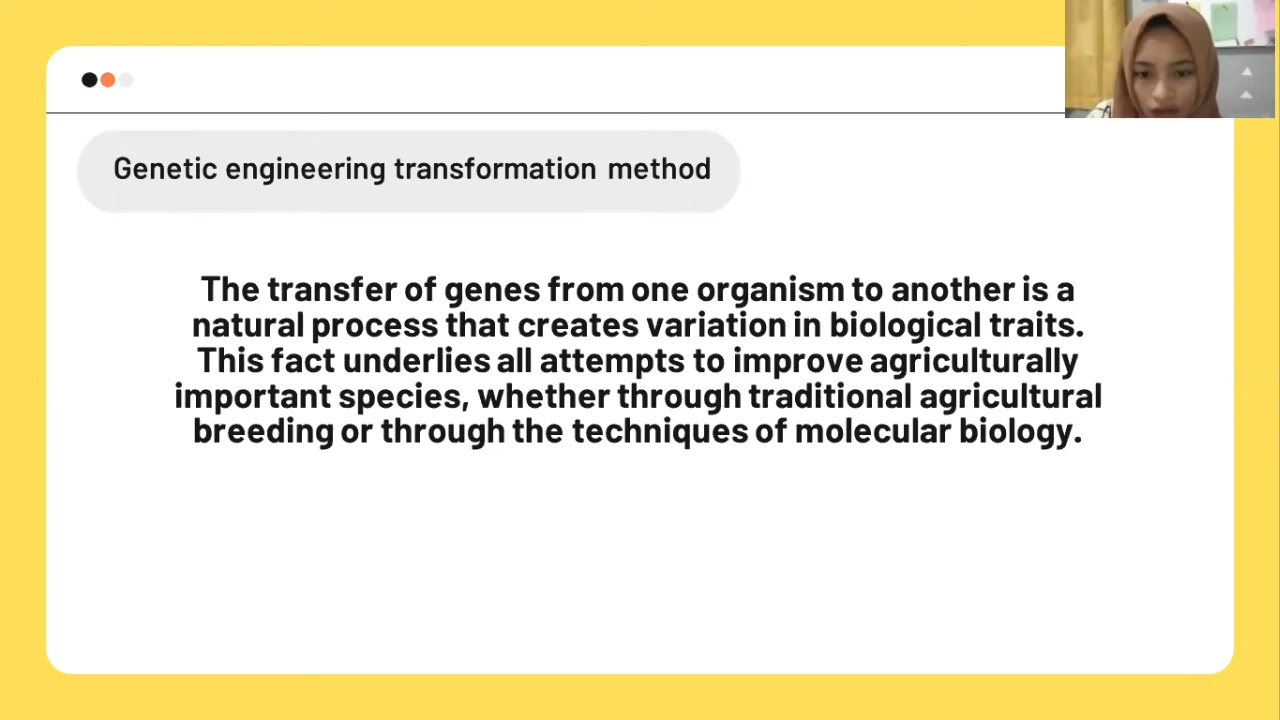 Genetic engineering transformation method
The transfer of genes from one organism to another is a
natural process that creates variation in biological traits.
This fact underlies all attempts to improve agriculturally
important species, whether through traditional agricultural
breeding or through the techniques of molecular biology.